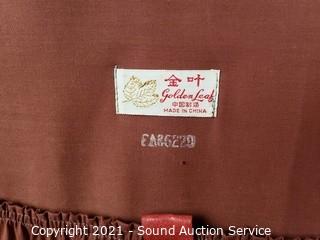 金叶
Golden Leaf
中国制造
MADE IN CHINA
FA86229
Copyright 2021 - Sound Auction Service